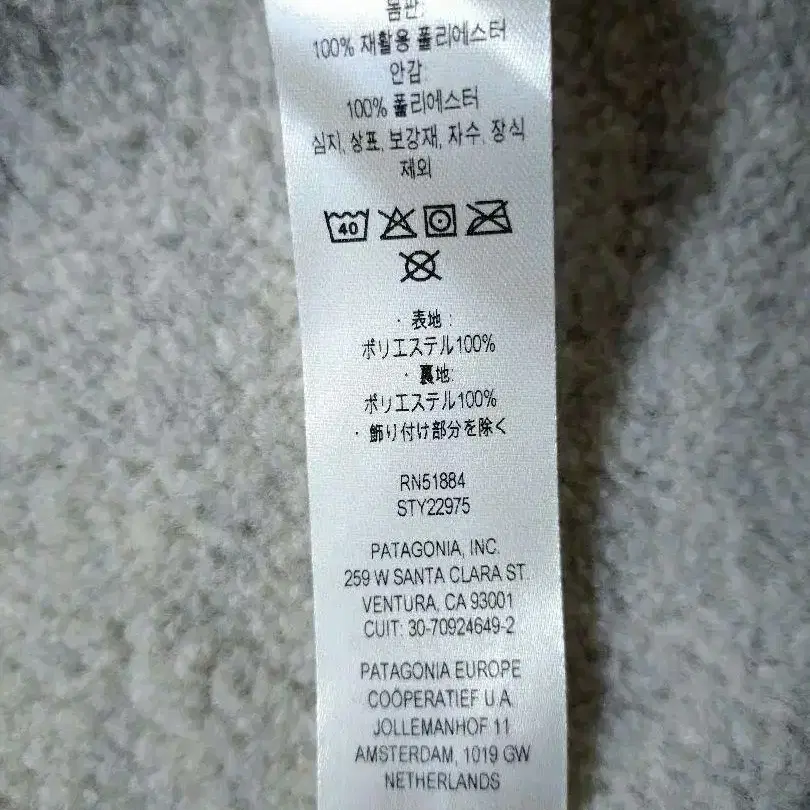 몸판:
100% 재활용 폴리에스터
안감:
100% 폴리에스터
심지, 상표, 보강재, 자수, 장식
제외
40
· 表地 :
ポリエステル100%
· 裏地:
ポリエステル100%
· 飾り付け部分を除く
RN51884
STY22975
PATAGONIA, INC.
259 W SANTA CLARA ST.
VENTURA, CA 93001
CUIT: 30-70924649-2
PATAGONIA EUROPE
COÖPERATIEF U.A.
JOLLEMANHOF 11
AMSTERDAM, 1019 GW
NETHERLANDS